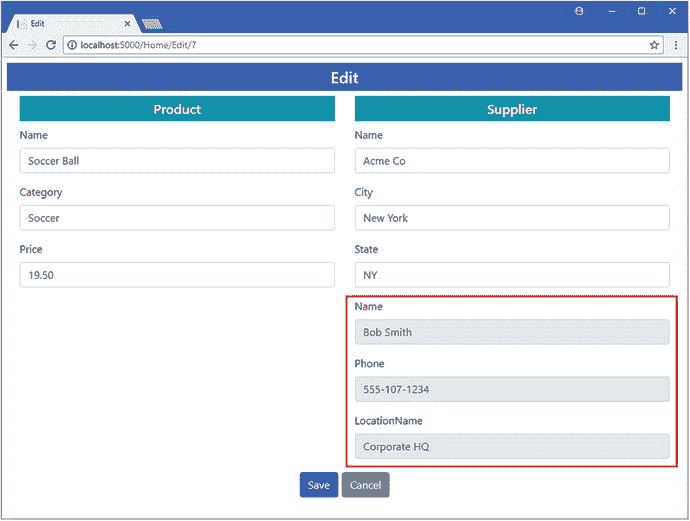 Edit
localhost:5000/Home/Edit/7
Edit
Product
Name
Soccer Ball
Category
Soccer
Price
19.50
Supplier
Name
Acme Co
City
New York
State
NY
Name
Bob Smith
Phone
555-107-1234
LocationName
Corporate HQ
Save Cancel